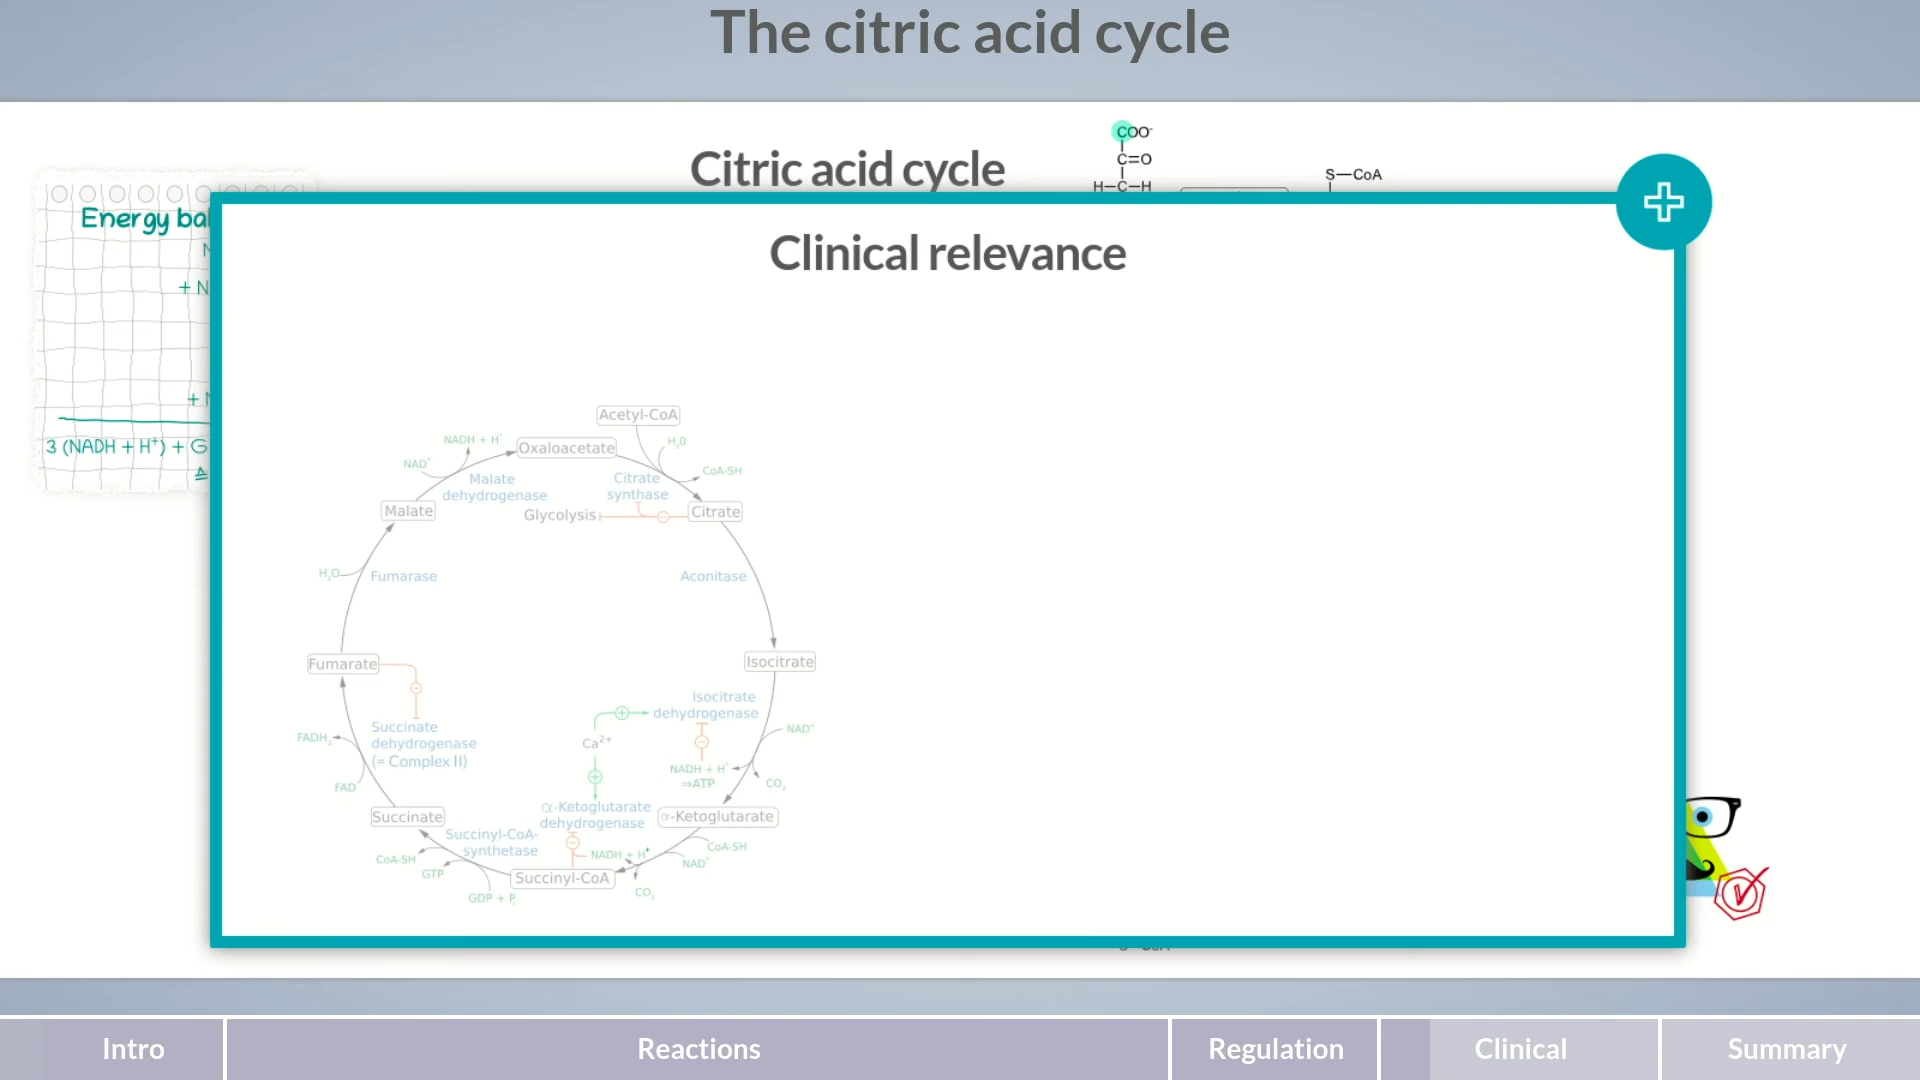 The citric acid cycle
Citric acid cycle
COO-
C=O
H—C—H
S—CoA
Energy
+ N
+ N
3 (NADH + H+) + G
Clinical relevance
Acetyl-CoA
NADH + H+
Oxaloacetate
H2O
NAD+
CoA-SH
Malate
dehydrogenase
Citrate
synthase
Malate
Glycolysis
Citrate
H2O
Fumarase
Aconitase
Fumarate
Isocitrate
Isocitrate
dehydrogenase
Succinate
dehydrogenase
(= Complex II)
NAD+
FADH2
Ca2+
NADH + H+
⇒ATP
CO2
FAD
α-Ketoglutarate
dehydrogenase
Succinate
α-Ketoglutarate
Succinyl-CoA-
synthetase
CoA-SH
CoA-SH
NADH + H+
NAD+
GTP
Succinyl-CoA
CO2
GDP + Pi
Intro
Reactions
Regulation
Clinical
Summary